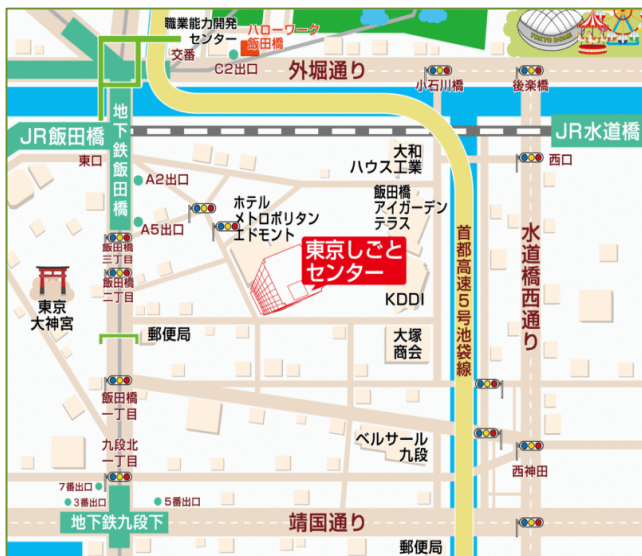 職業能力開発
センター
ハローワーク
飯田橋
交番
C2出口
外堀通り
小石川橋
後楽橋
TOKYO DOME
JR飯田橋
地下鉄飯田橋
JR水道橋
東口
西口
大和
ハウス工業
A2出口
ホテル
メトロポリタン
エドモント
飯田橋
アイガーデン
テラス
A5出口
飯田橋
三丁目
飯田橋
二丁目
東京しごと
センター
首都高速5号池袋線
水道橋西通り
東京
大神宮
KDDI
郵便局
大塚
商会
飯田橋
一丁目
九段北
一丁目
ベルサール
九段
西神田
7番出口
3番出口
5番出口
地下鉄九段下
靖国通り
郵便局